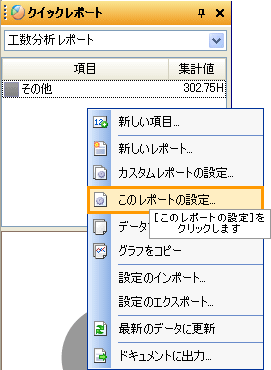 クイックレポート
工数分析レポート
項目 集計値
その他 302.75H
新しい項目...
新しいレポート...
カスタムレポートの設定...
このレポートの設定...
[このレポートの設定]を
クリックします
データ
グラフをコピー
設定のインポート...
設定のエクスポート...
最新のデータに更新
ドキュメントに出力...